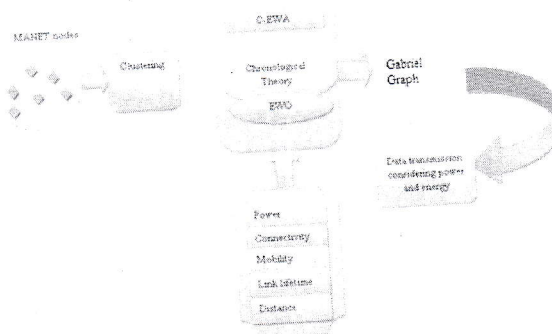 MANET nodes
Clustering
C-EWA
Chronological
Theory
EWO
Gabriel
Graph
Data transmission
considering power
and energy
Power
Connectivity
Mobility
Link lifetime
Distance